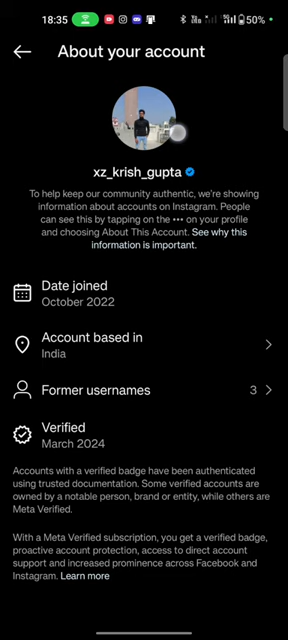 18:35
50%
About your account
xz_krish_gupta
To help keep our community authentic, we're showing
information about accounts on Instagram. People
can see this by tapping on the ••• on your profile
and choosing About This Account. See why this
information is important.
Date joined
October 2022
Account based in
India
Former usernames
3
Verified
March 2024
Accounts with a verified badge have been authenticated
using trusted documentation. Some verified accounts are
owned by a notable person, brand or entity, while others are
Meta Verified.
With a Meta Verified subscription, you get a verified badge,
proactive account protection, access to direct account
support and increased prominence across Facebook and
Instagram. Learn more